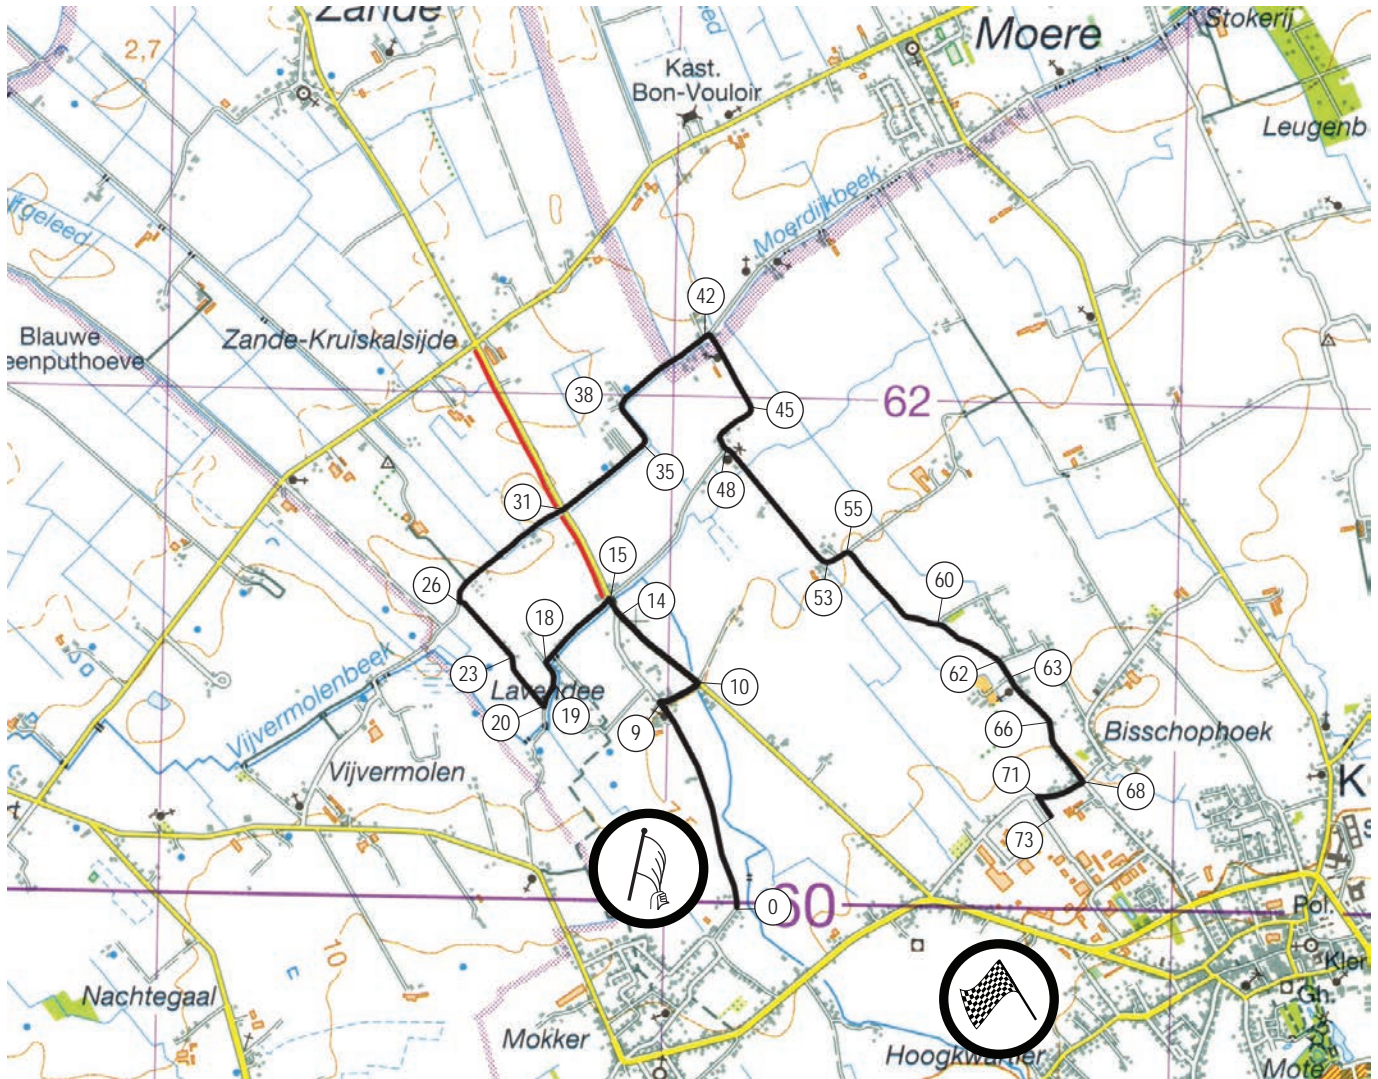 Zande
Moere
Stokerij
2,7
Kast.
Bon-Vouloir
Leugenb
Moerdijkbeek
Blauwe
eenputhoeve
Zande-Kruiskalsijde
42
38
62
45
35
48
31
55
15
26
53
60
14
18
23
62
63
10
Lavendee
20
19
9
66
Bisschophoek
Vijvermolenbeek
Vijvermolen
71
68
73
0
60
10
Pol.
Kler
Gh.
Nachtegaal
Mokker
Hoogkwartier
Mote